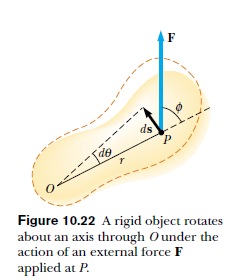 F
ϕ
ds
P
dθ
r
O
Figure 10.22 A rigid object rotates
about an axis through O under the
action of an external force F
applied at P.